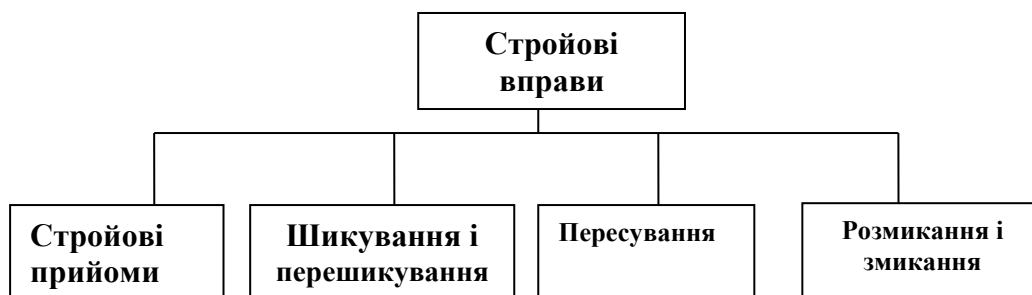 Стройові
вправи
Стройові
прийоми
Шикування і
перешикування
Пересування
Розмикання і
змикання